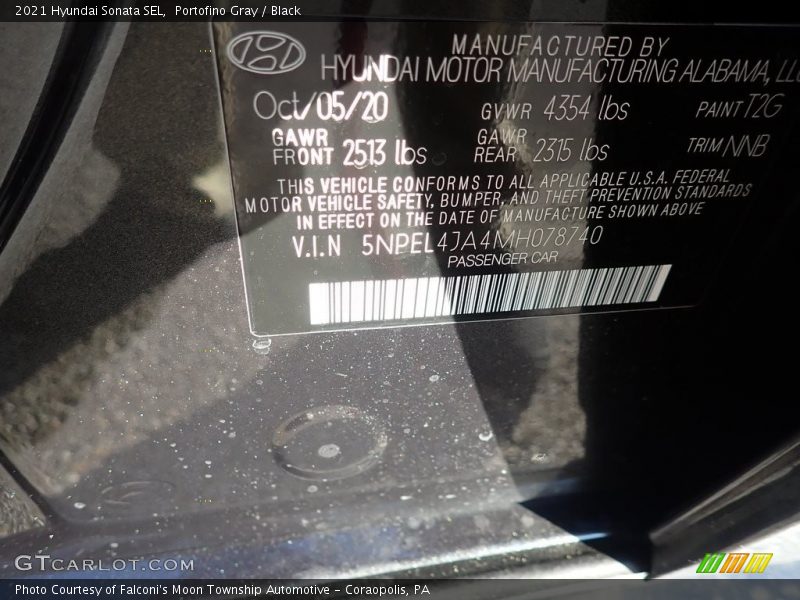 2021 Hyundai Sonata SEL, Portofino Gray / Black
MANUFACTURED BY
HYUNDAI MOTOR MANUFACTURING ALABAMA, LLC
Oct/05/20 GVWR 4354 lbs PAINT T2G
GAWR FRONT 2513 lbs GAWR REAR 2315 lbs TRIM NNB
THIS VEHICLE CONFORMS TO ALL APPLICABLE U.S.A. FEDERAL
MOTOR VEHICLE SAFETY, BUMPER, AND THEFT PREVENTION STANDARDS
IN EFFECT ON THE DATE OF MANUFACTURE SHOWN ABOVE
V.I.N 5NPEL4JA4MH078740
PASSENGER CAR
GTCARLOT.COM
Photo Courtesy of Falconi's Moon Township Automotive – Coraopolis, PA